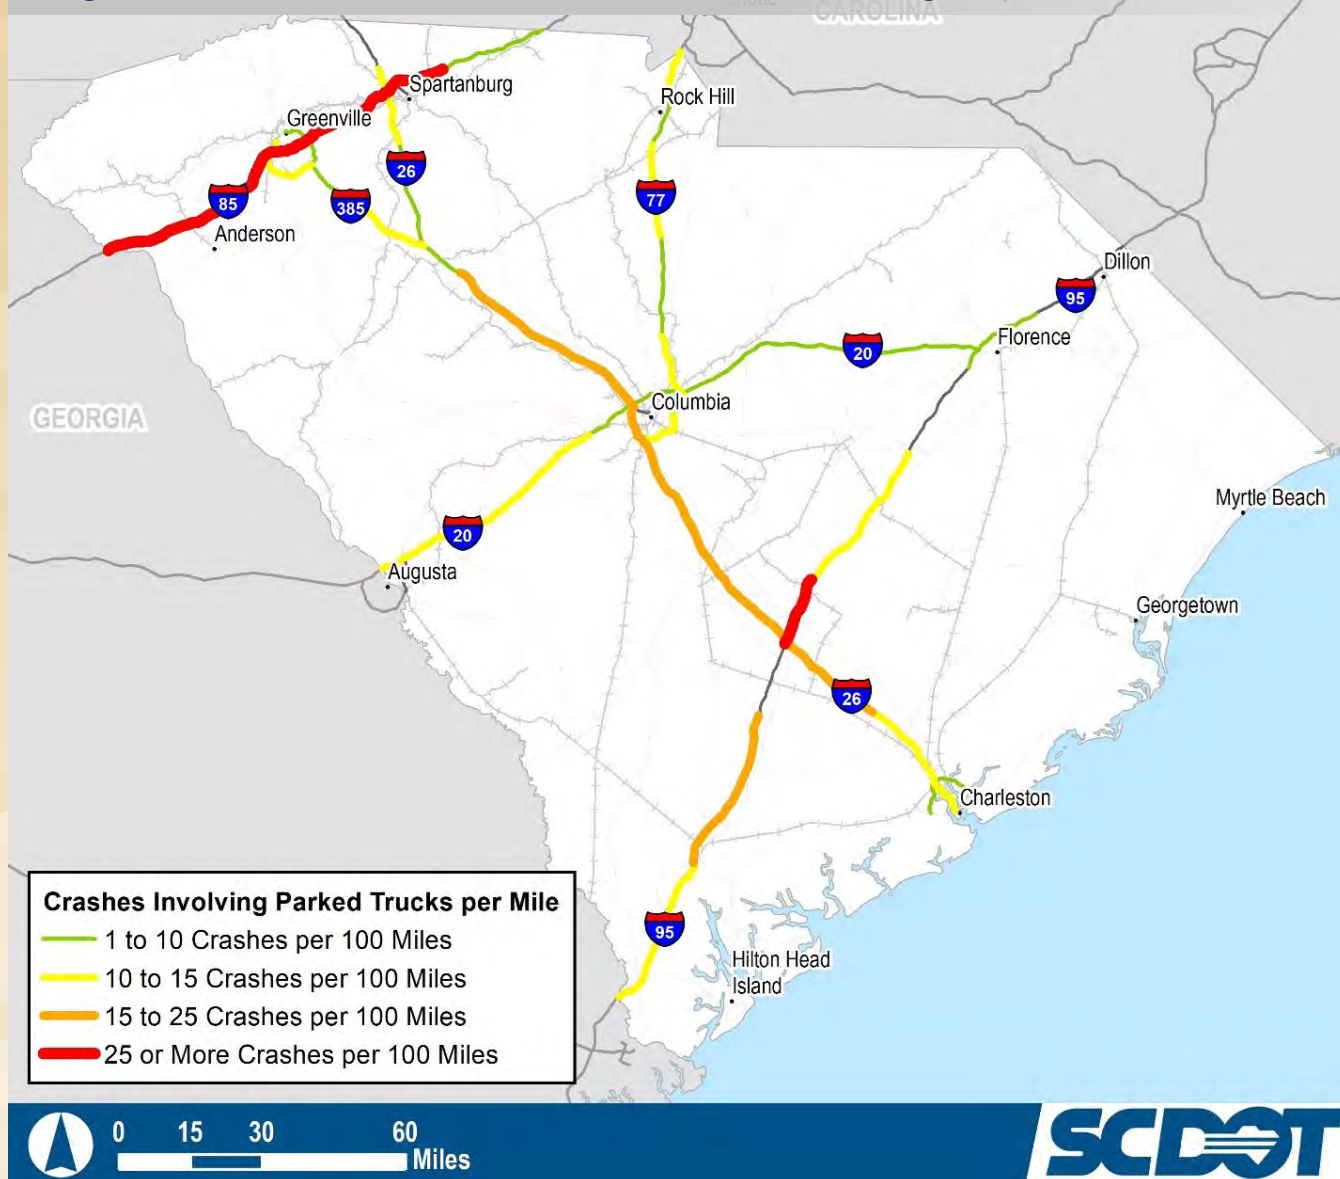 CAROLINA
Spartanburg
Greenville
Rock Hill
26
77
85
385
Anderson
Dillon
95
Florence
20
Columbia
GEORGIA
Myrtle Beach
20
Augusta
Georgetown
26
Charleston
95
Hilton Head
Island
Crashes Involving Parked Trucks per Mile
1 to 10 Crashes per 100 Miles
10 to 15 Crashes per 100 Miles
15 to 25 Crashes per 100 Miles
25 or More Crashes per 100 Miles
0 15 30 60
Miles
SCDOT